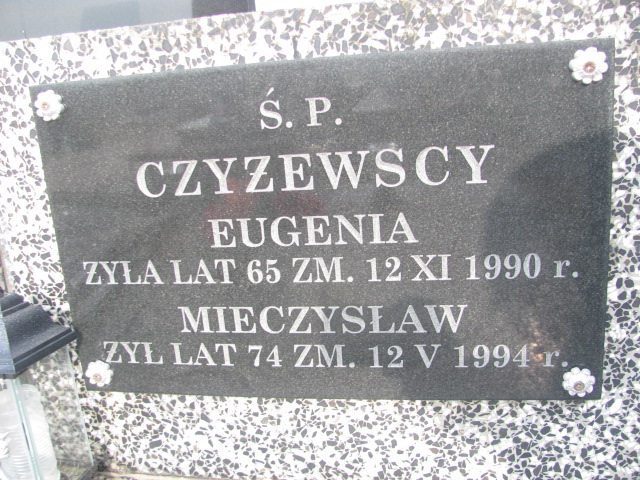 Ś. P.
CZYŻEWSCY
EUGENIA
ŻYŁA LAT 65 ZM. 12 XI 1990 r.
MIECZYSŁAW
ŻYŁ LAT 74 ZM. 12 V 1994 r.